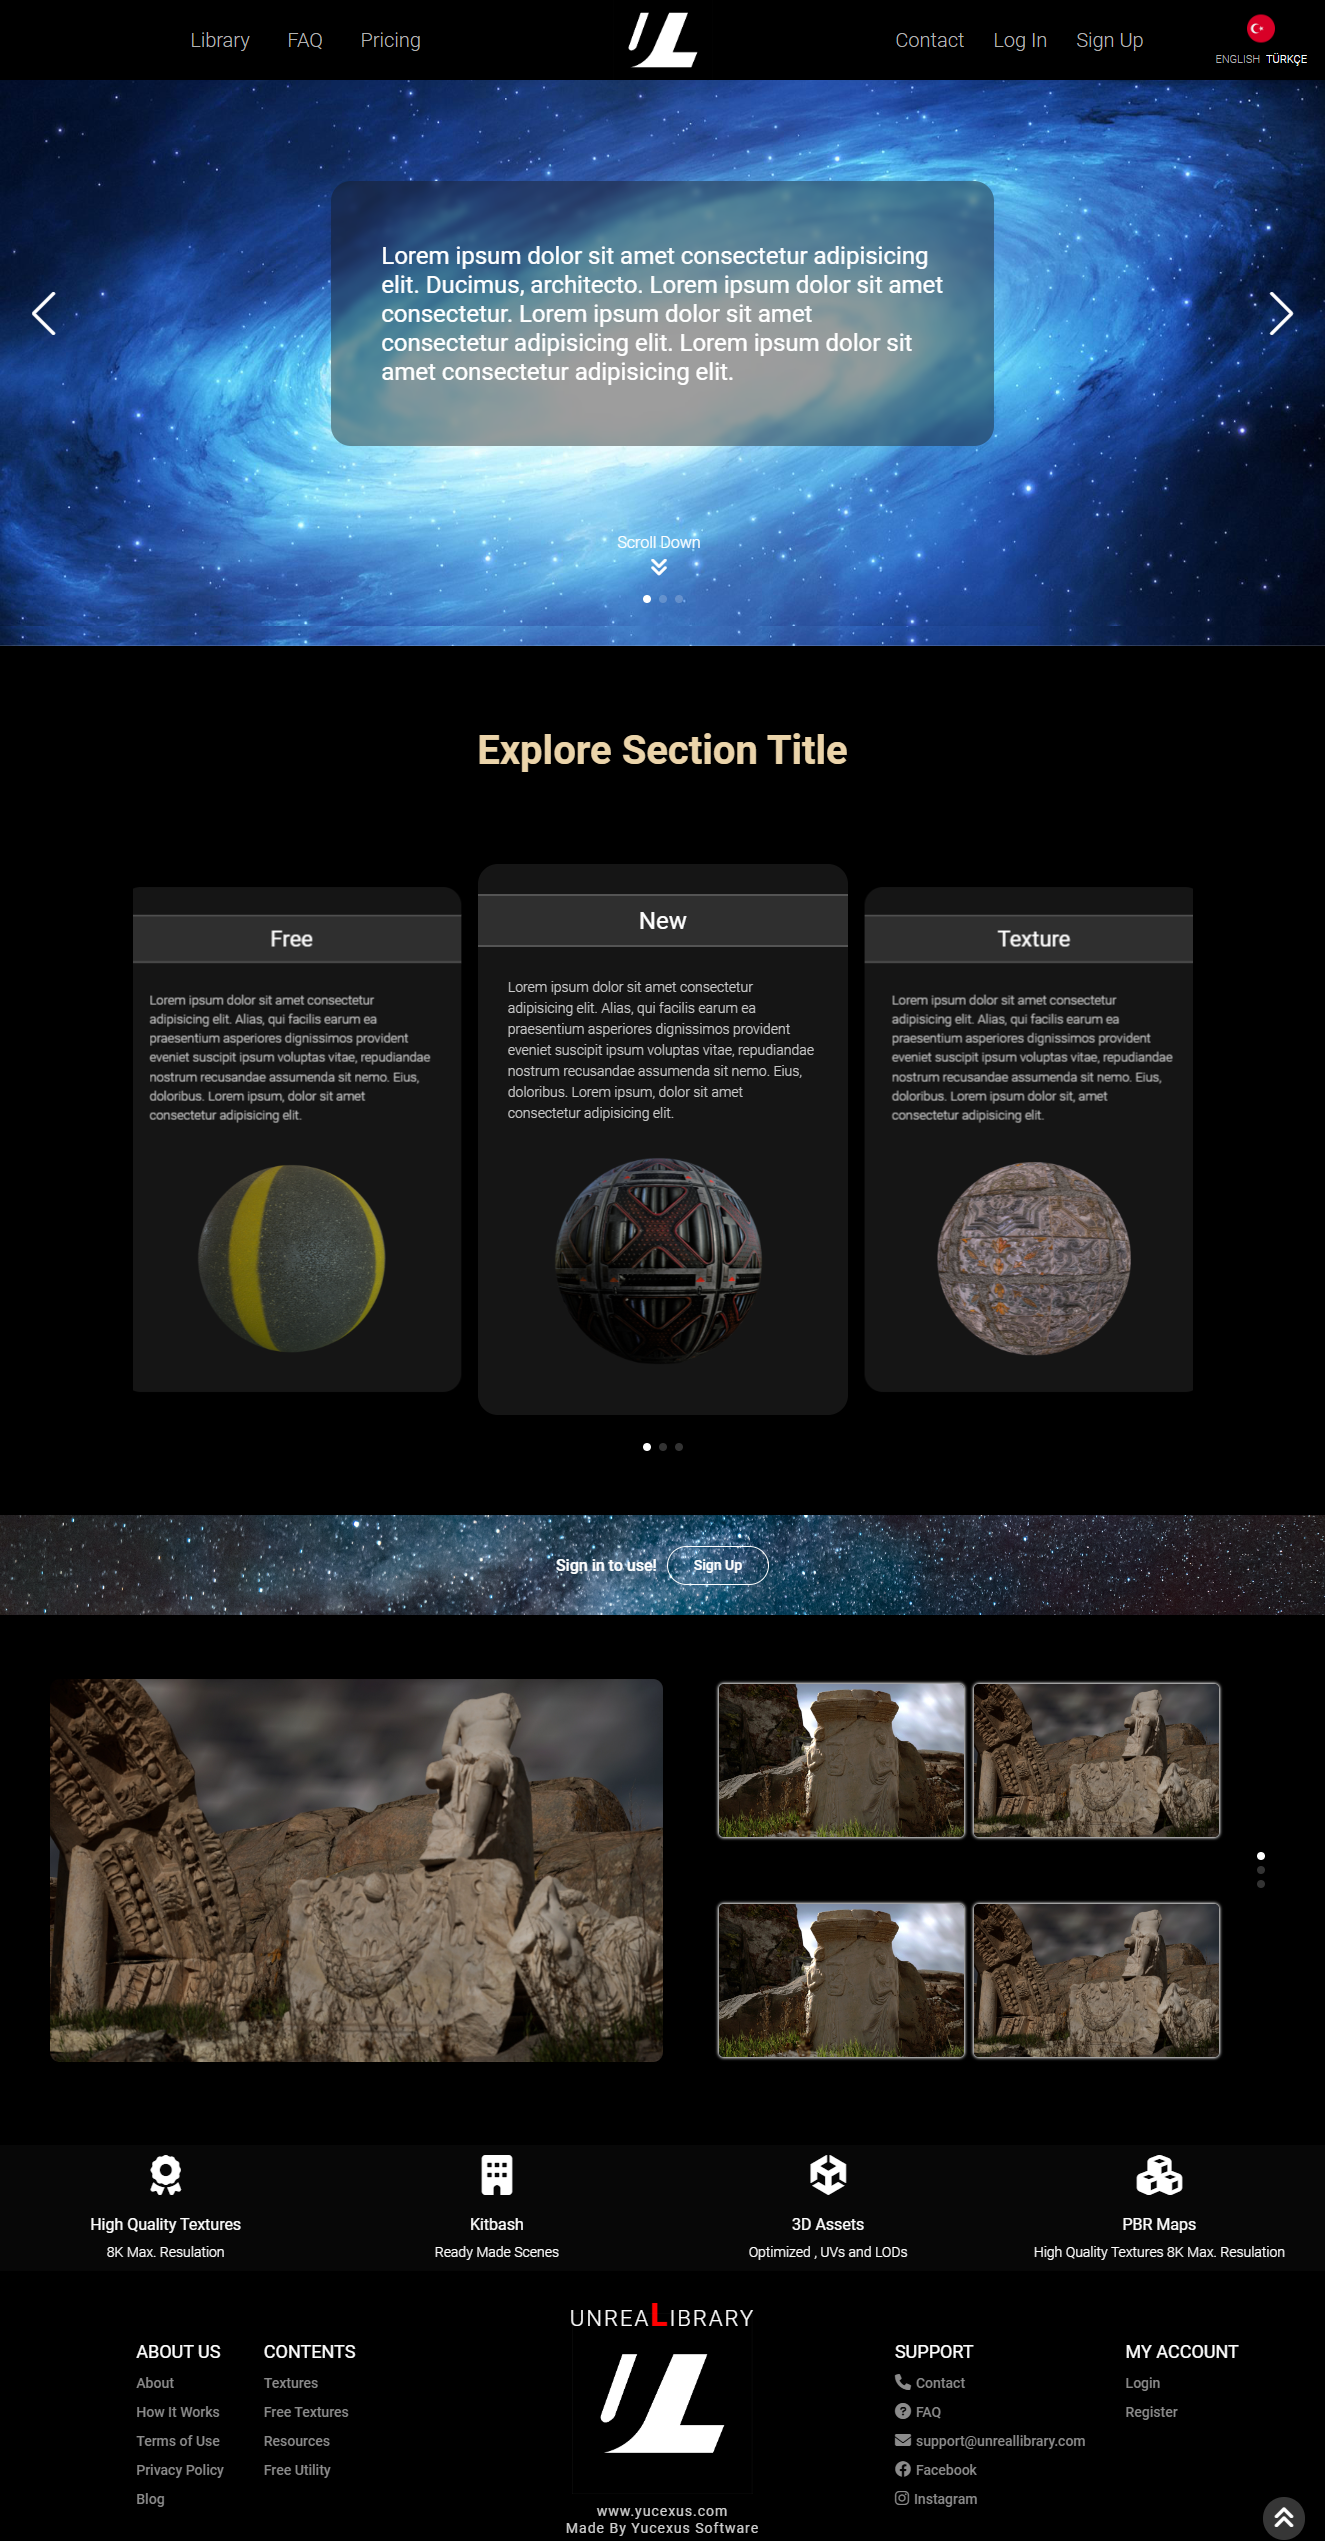 Library FAQ Pricing Contact Log In Sign Up
ENGLISH TÜRKÇE
Lorem ipsum dolor sit amet consectetur adipisicing
elit. Ducimus, architecto. Lorem ipsum dolor sit amet
consectetur. Lorem ipsum dolor sit amet
consectetur adipisicing elit. Lorem ipsum dolor sit
amet consectetur adipisicing elit.
Scroll Down
Explore Section Title
Free
Lorem ipsum dolor sit amet consectetur
adipisicing elit. Alias, qui facilis earum ea
praesentium asperiores dignissimos provident
eveniet suscipit ipsum voluptas vitae, repudiandae
nostrum recusandae assumenda sit nemo. Eius,
doloribus. Lorem ipsum, dolor sit amet
consectetur adipisicing elit.
New
Lorem ipsum dolor sit amet consectetur
adipisicing elit. Alias, qui facilis earum ea
praesentium asperiores dignissimos provident
eveniet suscipit ipsum voluptas vitae, repudiandae
nostrum recusandae assumenda sit nemo. Eius,
doloribus. Lorem ipsum, dolor sit amet
consectetur adipisicing elit.
Texture
Lorem ipsum dolor sit amet consectetur
adipisicing elit. Alias, qui facilis earum ea
praesentium asperiores dignissimos provident
eveniet suscipit ipsum voluptas vitae, repudiandae
nostrum recusandae assumenda sit nemo. Eius,
doloribus. Lorem ipsum dolor sit, amet
consectetur adipisicing elit.
Sign in to use! Sign Up
High Quality Textures
8K Max. Resulation
Kitbash
Ready Made Scenes
3D Assets
Optimized , UVs and LODs
PBR Maps
High Quality Textures 8K Max. Resulation
ABOUT US
About
How It Works
Terms of Use
Privacy Policy
Blog
CONTENTS
Textures
Free Textures
Resources
Free Utility
UNREALIBRARY
www.yucexus.com
Made By Yucexus Software
SUPPORT
Contact
FAQ
support@unreallibrary.com
Facebook
Instagram
MY ACCOUNT
Login
Register